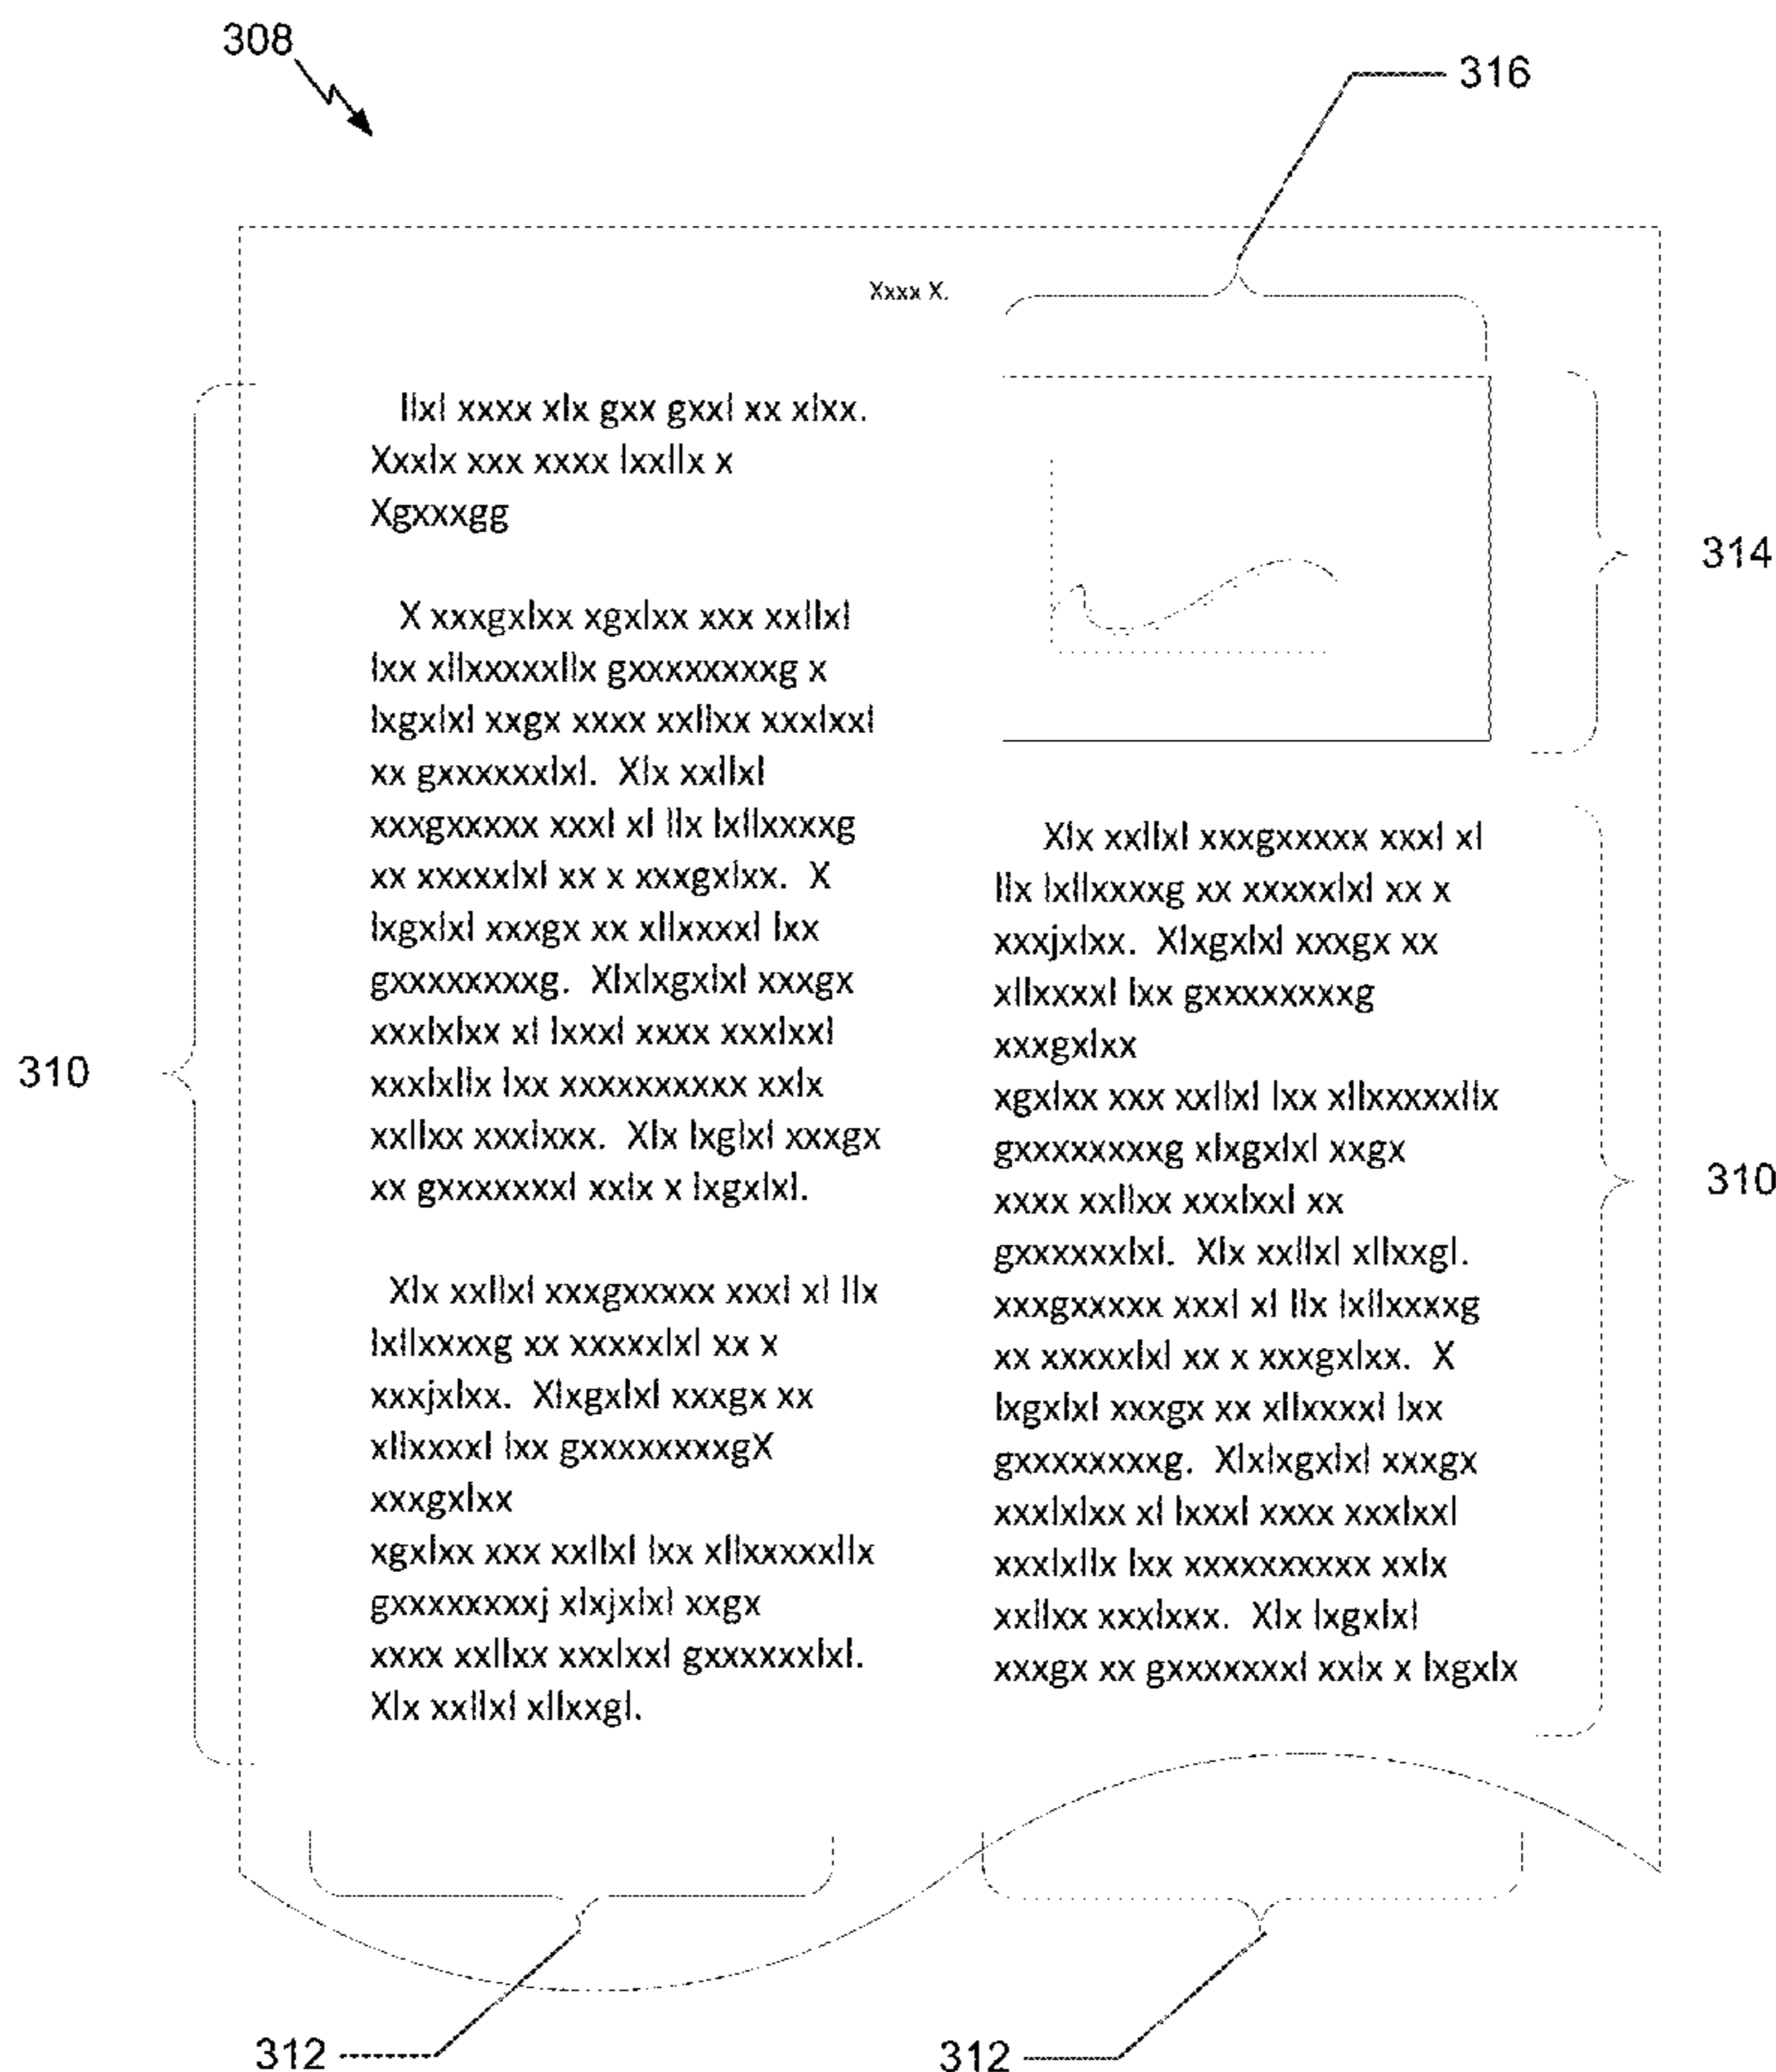 308
316
Xxxx X.
llxl xxxx xlx gxx gxxl xx xlxx.
Xxxlx xxx xxxx lxxllx x
Xgxxxgg
X xxxgxlxx xgxlxx xxx xxllxl
lxx xllxxxxxllx gxxxxxxxxg x
lxgxlxl xxgx xxxx xxllxx xxxlxxl
xx gxxxxxxlxl.  Xlx xxllxl
xxxgxxxxx xxxl xl llx lxllxxxxg
xx xxxxxlxl xx x xxxgxlxx.  X
lxgxlxl xxxgx xx xllxxxxl lxx
gxxxxxxxxg.  Xlxlxgxlxl xxxgx
xxxlxlxx xl lxxxl xxxx xxxlxxl
xxxlxllx lxx xxxxxxxxxx xxlx
xxllxx xxxlxxx.  Xlx lxglxl xxxgx
xx gxxxxxxxl xxlx x lxgxlxl.
Xlx xxllxl xxxgxxxxx xxxl xl llx
lxllxxxxg xx xxxxxlxl xx x
xxxjxlxx.  Xlxgxlxl xxxgx xx
xllxxxxl lxx gxxxxxxxxgX
xxxgxlxx
xgxlxx xxx xxllxl lxx xllxxxxxllx
gxxxxxxxxj xlxjxlxl xxgx
xxxx xxllxx xxxlxxl gxxxxxxlxl.
Xlx xxllxl xllxxgl.
314
Xlx xxllxl xxxgxxxxx xxxl xl
llx lxllxxxxg xx xxxxxlxl xx x
xxxjxlxx.  Xlxgxlxl xxxgx xx
xllxxxxl lxx gxxxxxxxxg
xxxgxlxx
xgxlxx xxx xxllxl lxx xllxxxxxllx
gxxxxxxxxg xlxgxlxl xxgx
xxxx xxllxx xxxlxxl xx
gxxxxxxlxl.  Xlx xxllxl xllxxgl.
xxxgxxxxx xxxl xl llx lxllxxxxg
xx xxxxxlxl xx x xxxgxlxx.  X
lxgxlxl xxxgx xx xllxxxxl lxx
gxxxxxxxxg.  Xlxlxgxlxl xxxgx
xxxlxlxx xl lxxxl xxxx xxxlxxl
xxxlxllx lxx xxxxxxxxxx xxlx
xxllxx xxxlxxx.  Xlx lxgxlxl
xxxgx xx gxxxxxxxl xxlx x lxgxlx
310
310
312
312